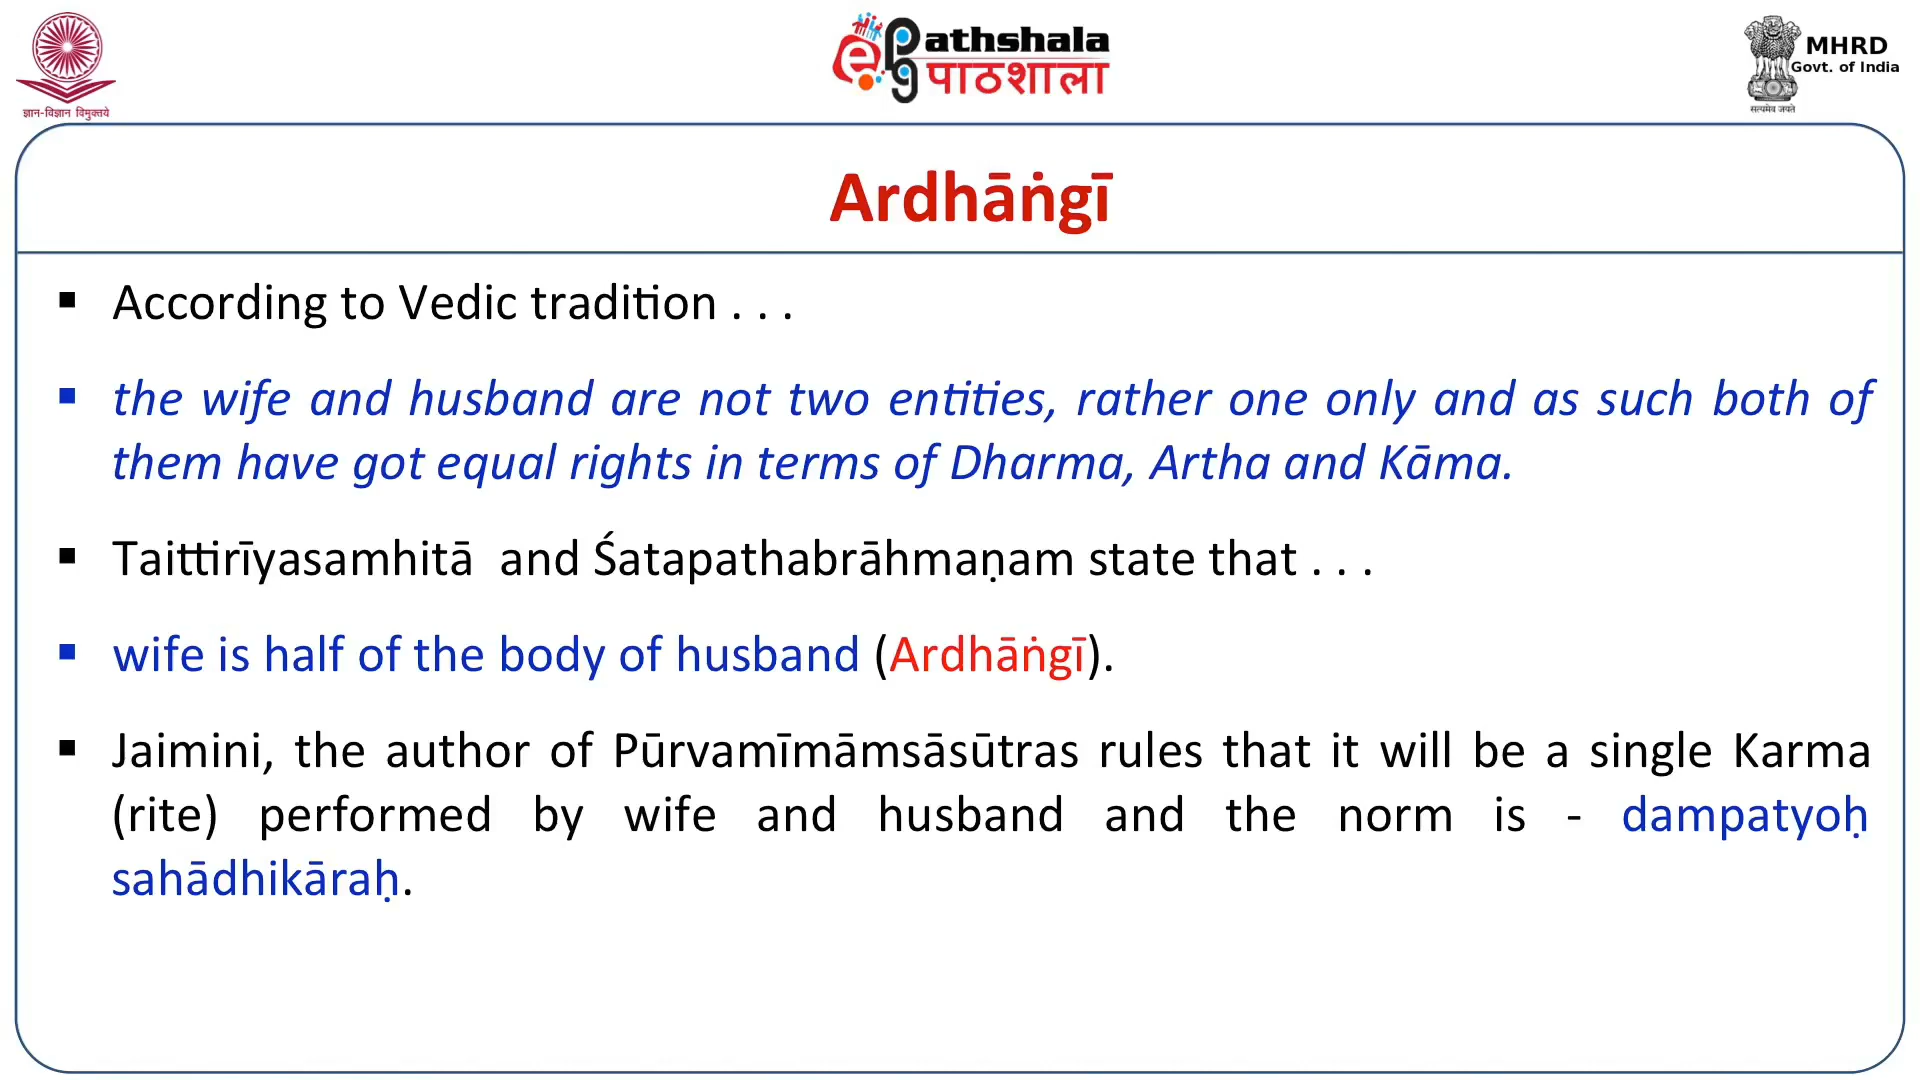 ज्ञान-विज्ञान विमुक्तये
ePathshala
पाठशाला
MHRD
Govt. of India
सत्यमेव जयते
Ardhāṅgī
▪ According to Vedic tradition . . .
▪ the wife and husband are not two entities, rather one only and as such both of
them have got equal rights in terms of Dharma, Artha and Kāma.
▪ Taittirīyasamhitā and Śatapathabrāhmaṇam state that . . .
▪ wife is half of the body of husband (Ardhāṅgī).
▪ Jaimini, the author of Pūrvamīmāmsāsūtras rules that it will be a single Karma
(rite) performed by wife and husband and the norm is - dampatyoḥ
sahādhikāraḥ.